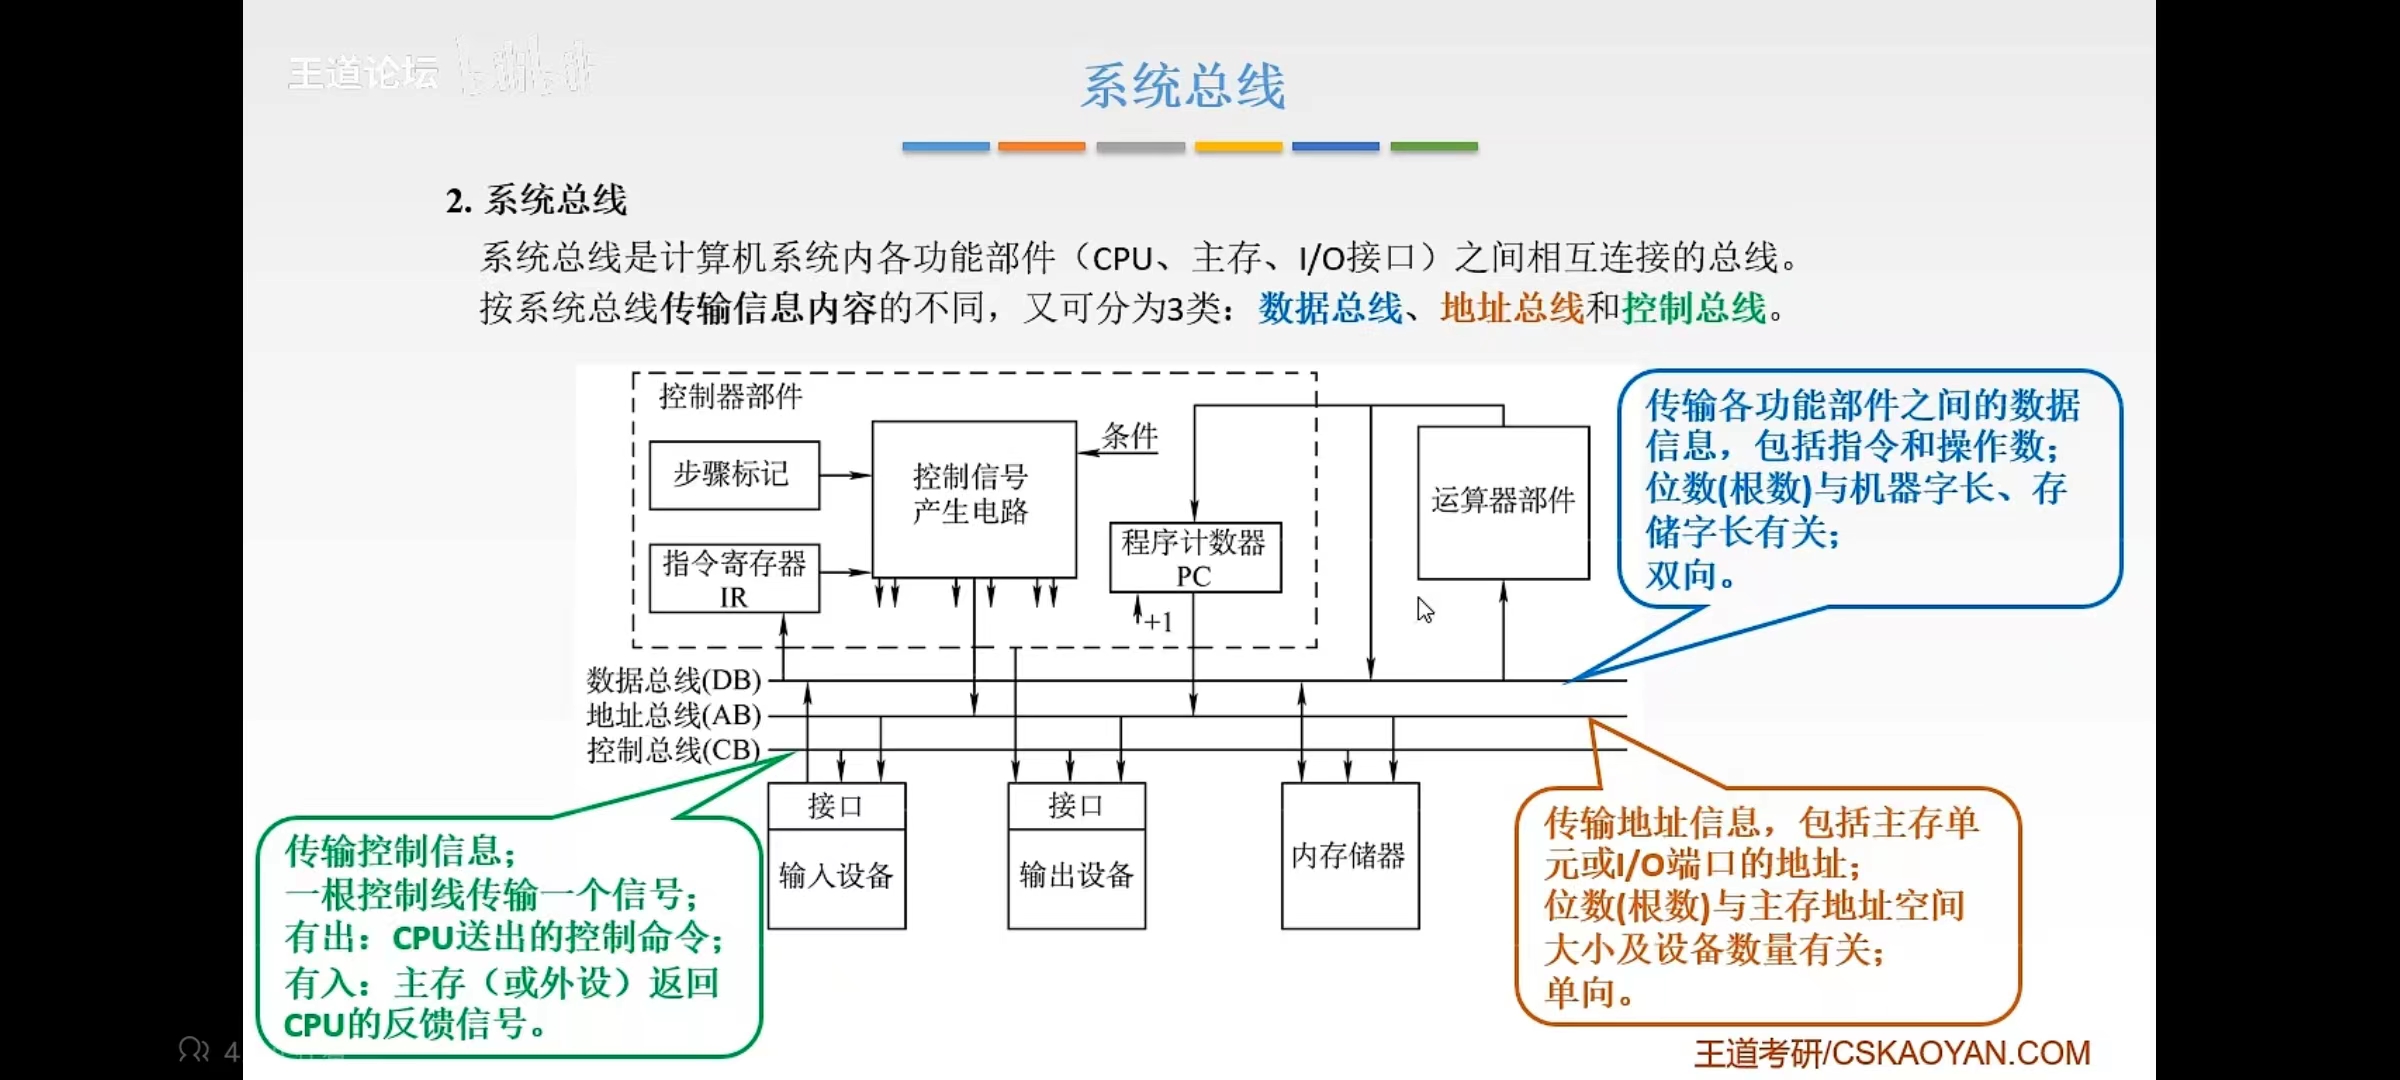 王道论坛
系统总线
2. 系统总线
系统总线是计算机系统内各功能部件（CPU、主存、I/O接口）之间相互连接的总线。
按系统总线传输信息内容的不同，又可分为3类：数据总线、地址总线和控制总线。
控制器部件
步骤标记
控制信号
产生电路
条件
指令寄存器
IR
程序计数器
PC
+1
运算器部件
传输各功能部件之间的数据
信息，包括指令和操作数；
位数(根数)与机器字长、存
储字长有关；
双向。
数据总线(DB)
地址总线(AB)
控制总线(CB)
接口
输入设备
接口
输出设备
内存储器
传输控制信息；
一根控制线传输一个信号；
有出：CPU送出的控制命令；
有入：主存（或外设）返回
CPU的反馈信号。
传输地址信息，包括主存单
元或I/O端口的地址；
位数(根数)与主存地址空间
大小及设备数量有关；
单向。
4
王道考研/CSKAOYAN.COM